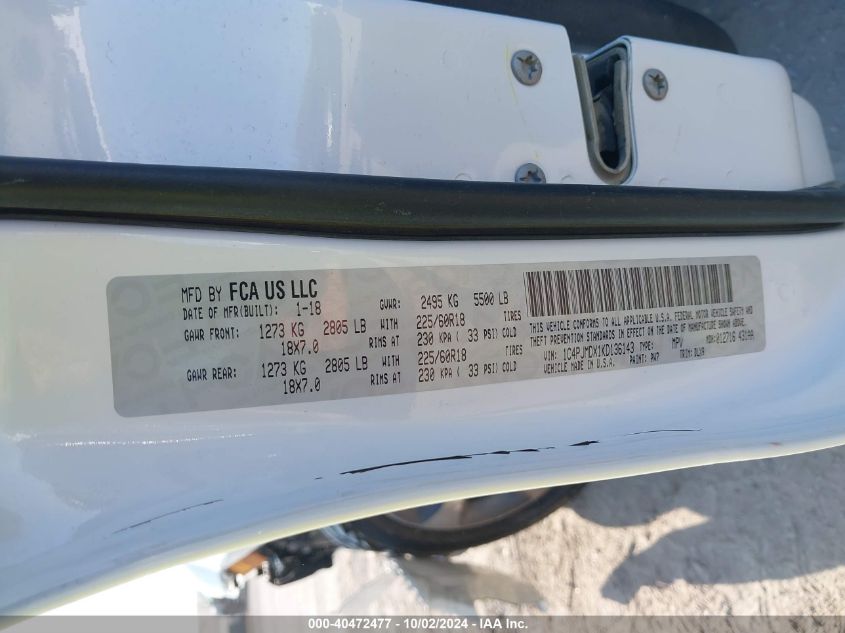 MFD BY FCA US LLC
DATE OF MFR(BUILT): 1-18 GVWR: 2495 KG 5500 LB
GAWR FRONT: 1273 KG 2805 LB WITH 225/60R18 TIRES
18X7.0 RIMS AT 230 KPA ( 33 PSI) COLD
GAWR REAR: 1273 KG 2805 LB WITH 225/60R18 TIRES
18X7.0 RIMS AT 230 KPA ( 33 PSI) COLD
THIS VEHICLE CONFORMS TO ALL APPLICABLE U.S.A. FEDERAL MOTOR VEHICLE SAFETY AND
THEFT PREVENTION STANDARDS IN EFFECT ON THE DATE OF MANUFACTURE SHOWN ABOVE.
VIN: 1C4PJMDX1KD136143 TYPE: MPV MDH: 012716 431AA
VEHICLE MADE IN U.S.A. PAINT: PW7 TRIM: DLX9
000-40472477 - 10/02/2024 - IAA Inc.